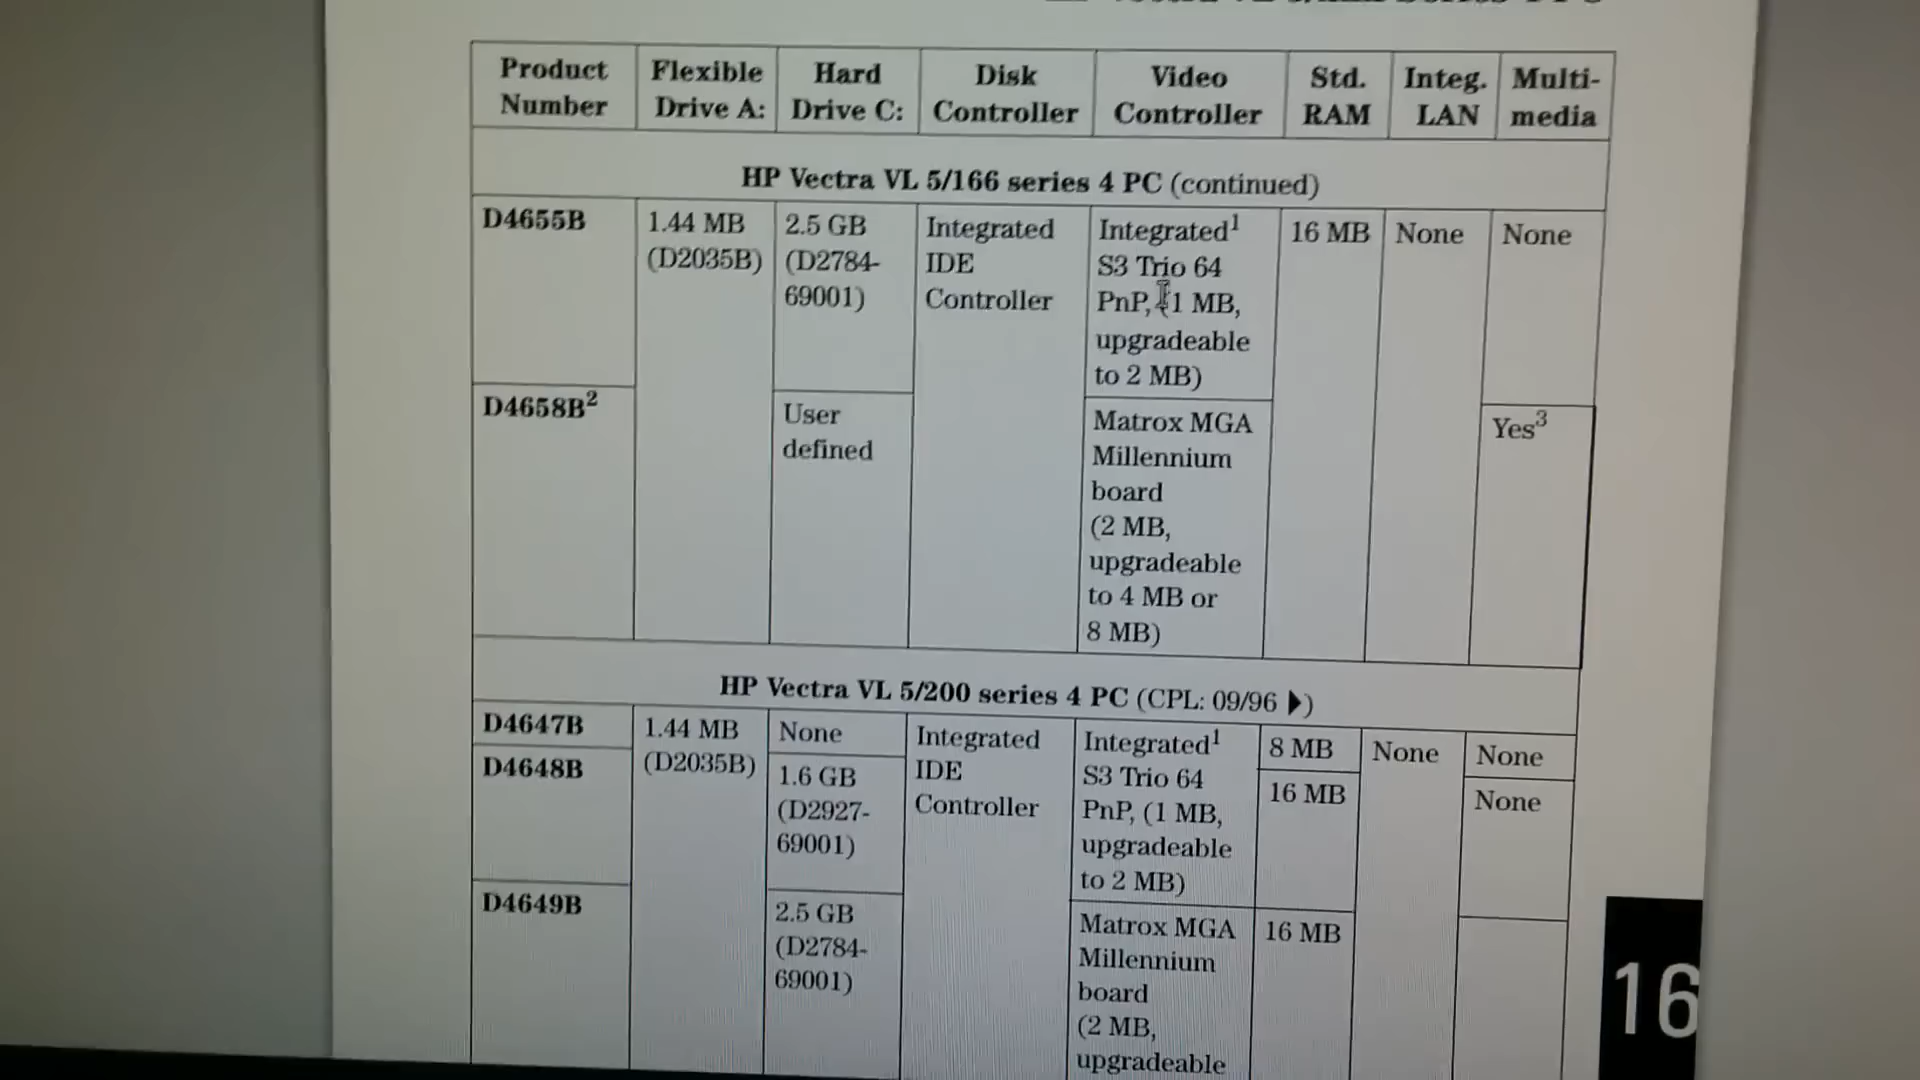 Product Number
Flexible Drive A:
Hard Drive C:
Disk Controller
Video Controller
Std. RAM
Integ. LAN
Multi-media
HP Vectra VL 5/166 series 4 PC (continued)
D4655B
1.44 MB
(D2035B)
2.5 GB
(D2784-
69001)
Integrated
IDE
Controller
Integrated1
S3 Trio 64
PnP, (1 MB,
upgradeable
to 2 MB)
16 MB
None
None
D4658B2
User
defined
Matrox MGA
Millennium
board
(2 MB,
upgradeable
to 4 MB or
8 MB)
Yes3
HP Vectra VL 5/200 series 4 PC (CPL: 09/96 ▶)
D4647B
1.44 MB
(D2035B)
None
Integrated
IDE
Controller
Integrated1
S3 Trio 64
PnP, (1 MB,
upgradeable
to 2 MB)
8 MB
None
None
D4648B
1.6 GB
(D2927-
69001)
16 MB
None
D4649B
2.5 GB
(D2784-
69001)
Matrox MGA
Millennium
board
(2 MB,
upgradeable
16 MB
16